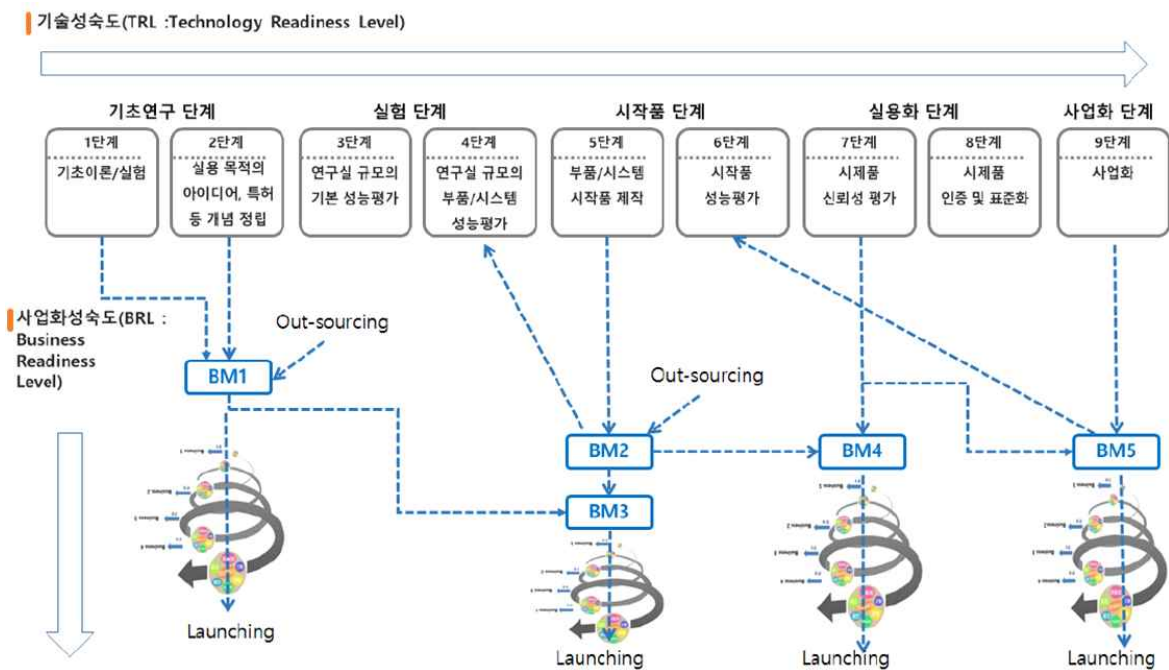 기술성숙도(TRL :Technology Readiness Level)
기초연구 단계
실험 단계
시작품 단계
실용화 단계
사업화 단계
1단계
기초이론/실험
2단계
실용 목적의
아이디어, 특허
등 개념 정립
3단계
연구실 규모의
기본 성능평가
4단계
연구실 규모의
부품/시스템
성능평가
5단계
부품/시스템
시작품 제작
6단계
시작품
성능평가
7단계
시제품
신뢰성 평가
8단계
시제품
인증 및 표준화
9단계
사업화
사업화성숙도(BRL :
Business
Readiness
Level)
Out-sourcing
BM1
Out-sourcing
BM2
BM4
BM5
BM3
Launching
Launching
Launching
Launching